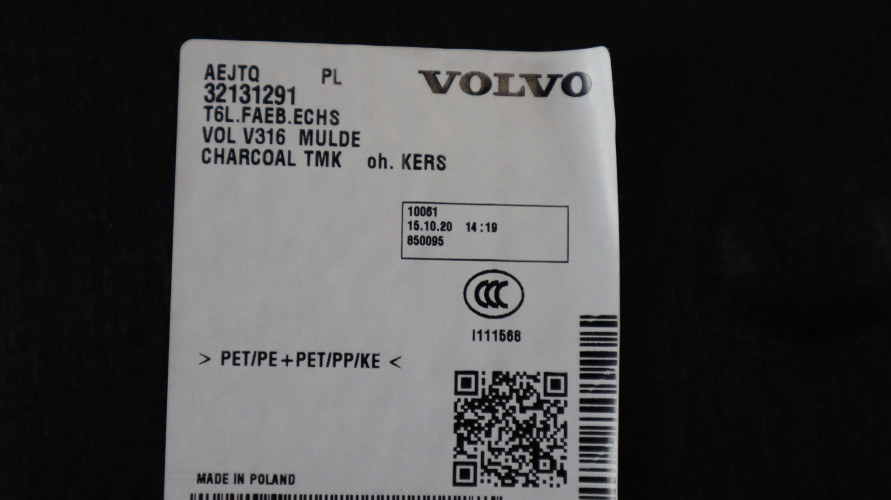 AEJTQ PL VOLVO
32131291
T6L.FAEB.ECHS
VOL V316 MULDE
CHARCOAL TMK oh. KERS
10061
15.10.20 14:19
850095
CCC
I111568
> PET/PE+PET/PP/KE <
MADE IN POLAND